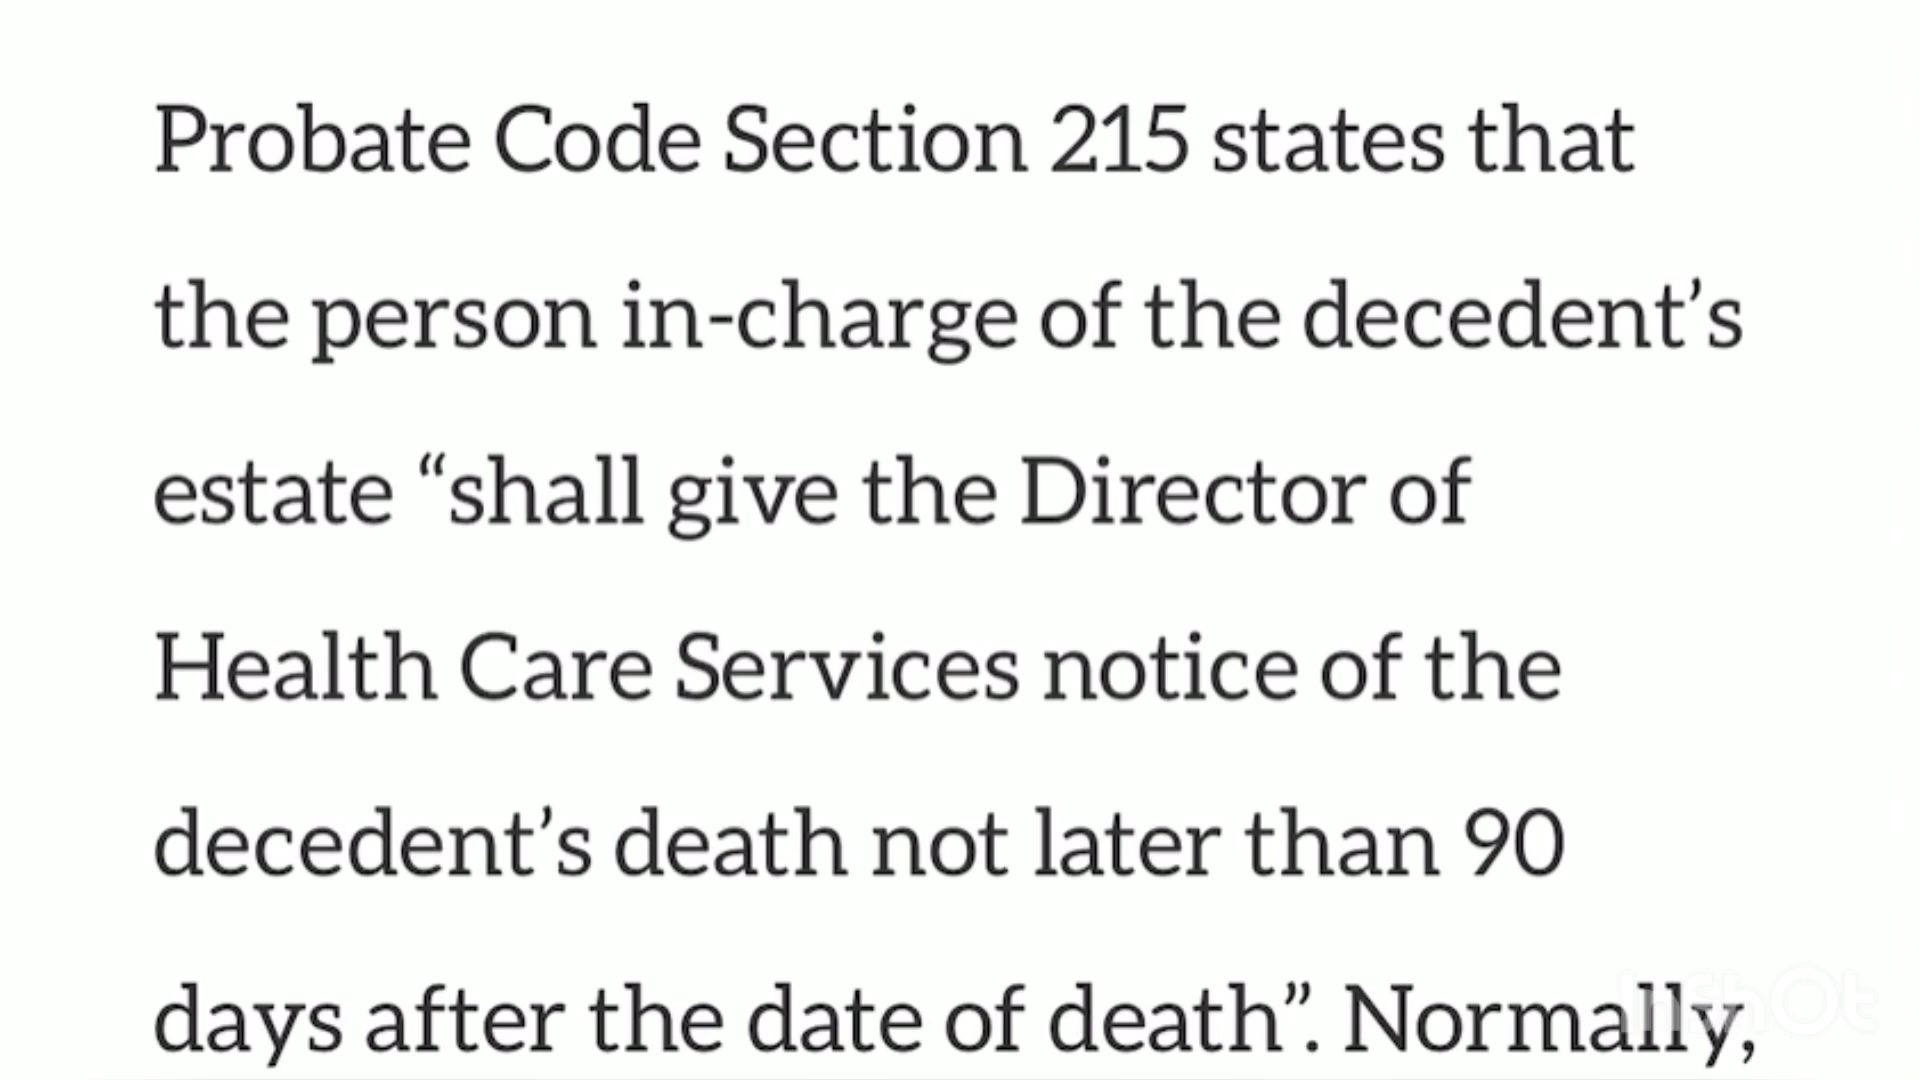 Probate Code Section 215 states that
the person in-charge of the decedent’s
estate “shall give the Director of
Health Care Services notice of the
decedent’s death not later than 90
days after the date of death”. Normally,
InShOt